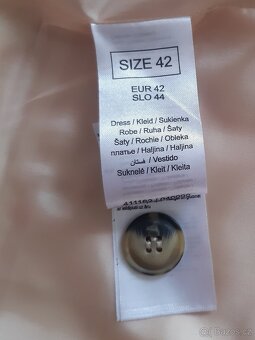 SIZE 42
EUR 42
SLO 44
Dress / Kleid / Sukienka
Robe / Ruha / Šaty
Šaty / Rochie / Obleka
платье / Haljina / Haljina
فستان / Vestido
Suknelė / Kleit / Kleita